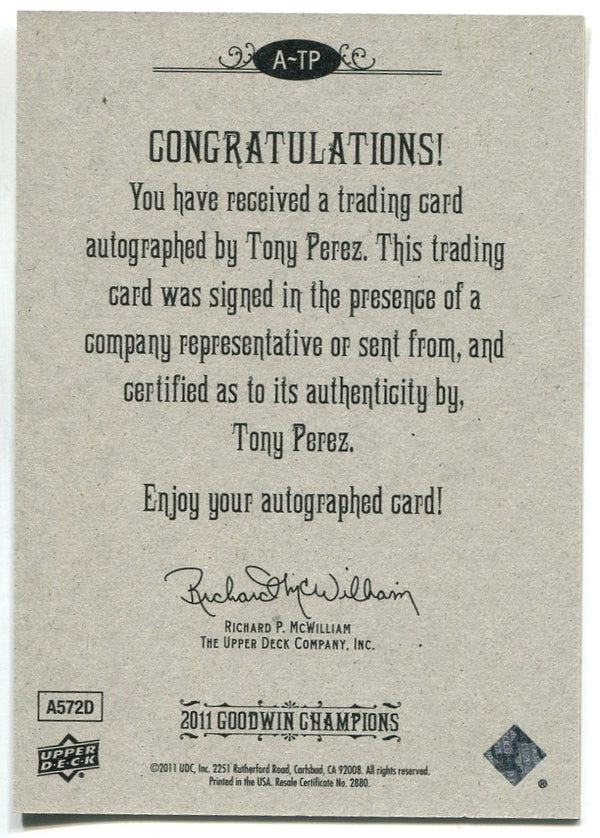 A~TP
CONGRATULATIONS!
You have received a trading card
autographed by Tony Perez. This trading
card was signed in the presence of a
company representative or sent from, and
certified as to its authenticity by,
Tony Perez.
Enjoy your autographed card!
Richard P. McWilliam
RICHARD P. MCWILLIAM
THE UPPER DECK COMPANY, INC.
A572D
2011 GOODWIN CHAMPIONS
UPPER
D·E·C·K
©2011 UDC, Inc. 2251 Rutherford Road, Carlsbad, CA 92008. All rights reserved.
Printed in the USA. Resale Certificate No. 2880.
®